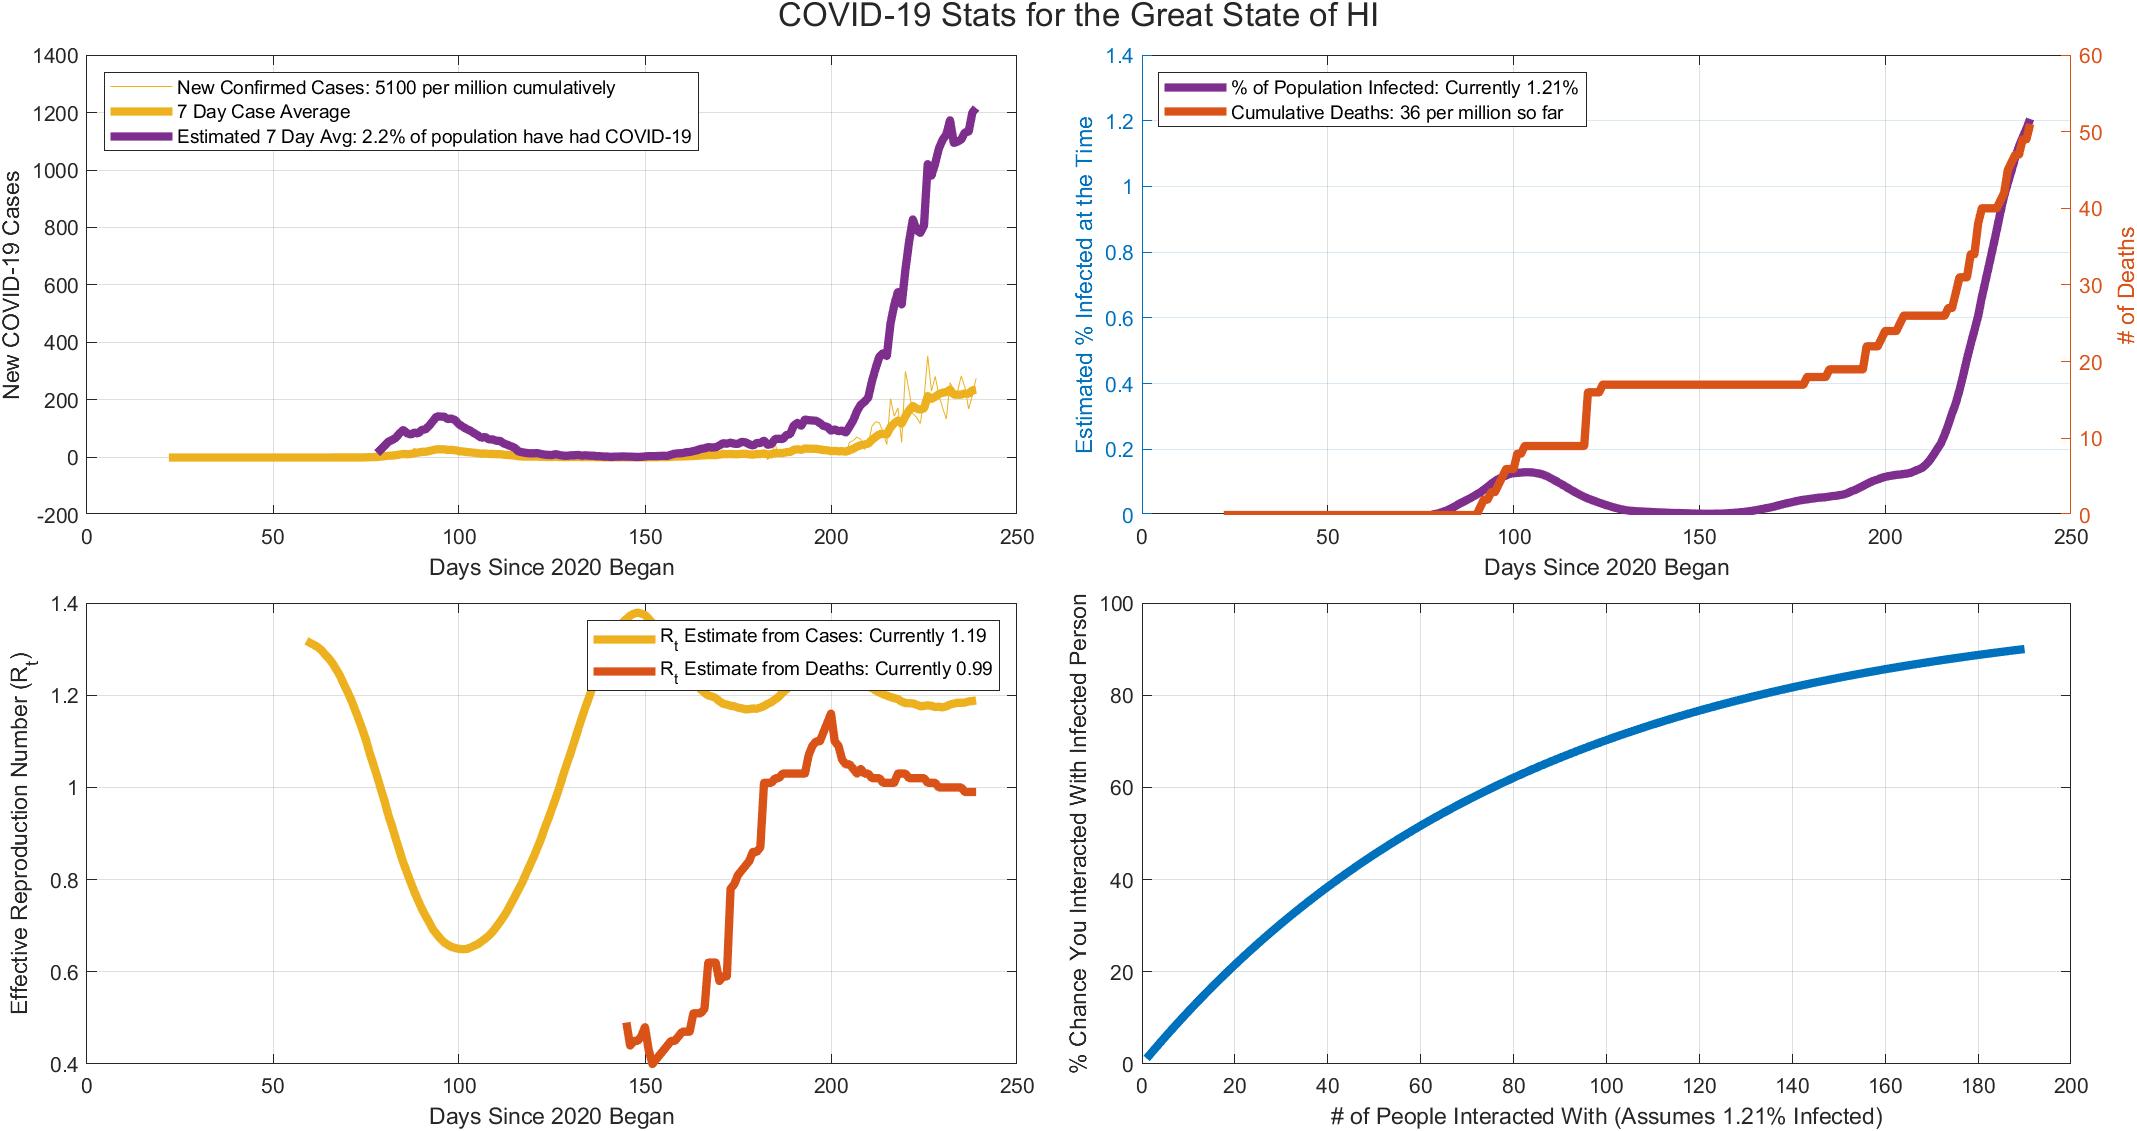 COVID-19 Stats for the Great State of HI
New COVID-19 Cases
1400
1200
1000
800
600
400
200
0
-200
New Confirmed Cases: 5100 per million cumulatively
7 Day Case Average
Estimated 7 Day Avg: 2.2% of population have had COVID-19
0 50 100 150 200 250
Days Since 2020 Began
Estimated % Infected at the Time
1.4
1.2
1
0.8
0.6
0.4
0.2
0
% of Population Infected: Currently 1.21%
Cumulative Deaths: 36 per million so far
60
50
40
30
20
10
0
# of Deaths
0 50 100 150 200 250
Days Since 2020 Began
Effective Reproduction Number (Rt)
1.4
1.2
1
0.8
0.6
0.4
Rt Estimate from Cases: Currently 1.19
Rt Estimate from Deaths: Currently 0.99
0 50 100 150 200 250
Days Since 2020 Began
% Chance You Interacted With Infected Person
100
80
60
40
20
0
0 20 40 60 80 100 120 140 160 180 200
# of People Interacted With (Assumes 1.21% Infected)